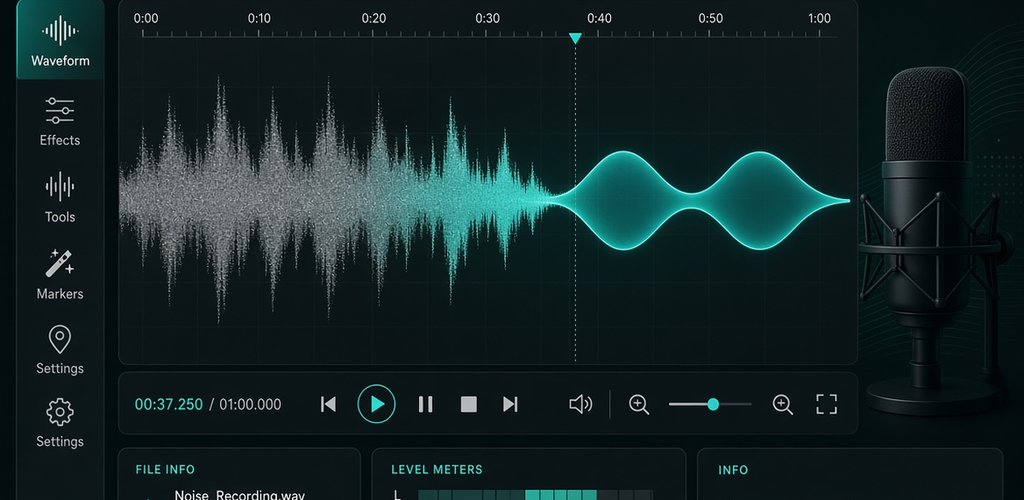 0:00 0:10 0:20 0:30 0:40 0:50 1:00
Waveform
Effects
Tools
Markers
Settings
Settings
00:37.250 / 01:00.000
FILE INFO
Noise_Recording.wav
LEVEL METERS
L
INFO